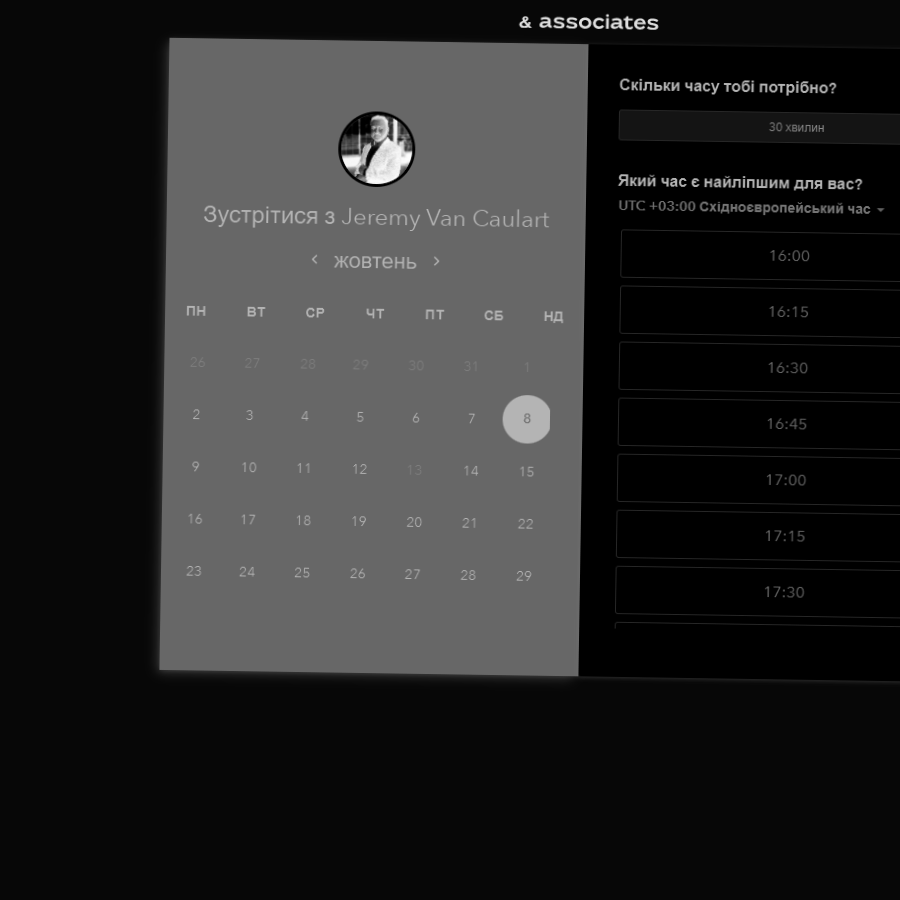 & associates
Зустрітися з Jeremy Van Caulart
жовтень
ПН ВТ СР ЧТ ПТ СБ НД
26 27 28 29 30 31 1
2 3 4 5 6 7 8
9 10 11 12 13 14 15
16 17 18 19 20 21 22
23 24 25 26 27 28 29
Скільки часу тобі потрібно?
30 хвилин
Який час є найліпшим для вас?
UTC +03:00 Східноєвропейський час
16:00
16:15
16:30
16:45
17:00
17:15
17:30